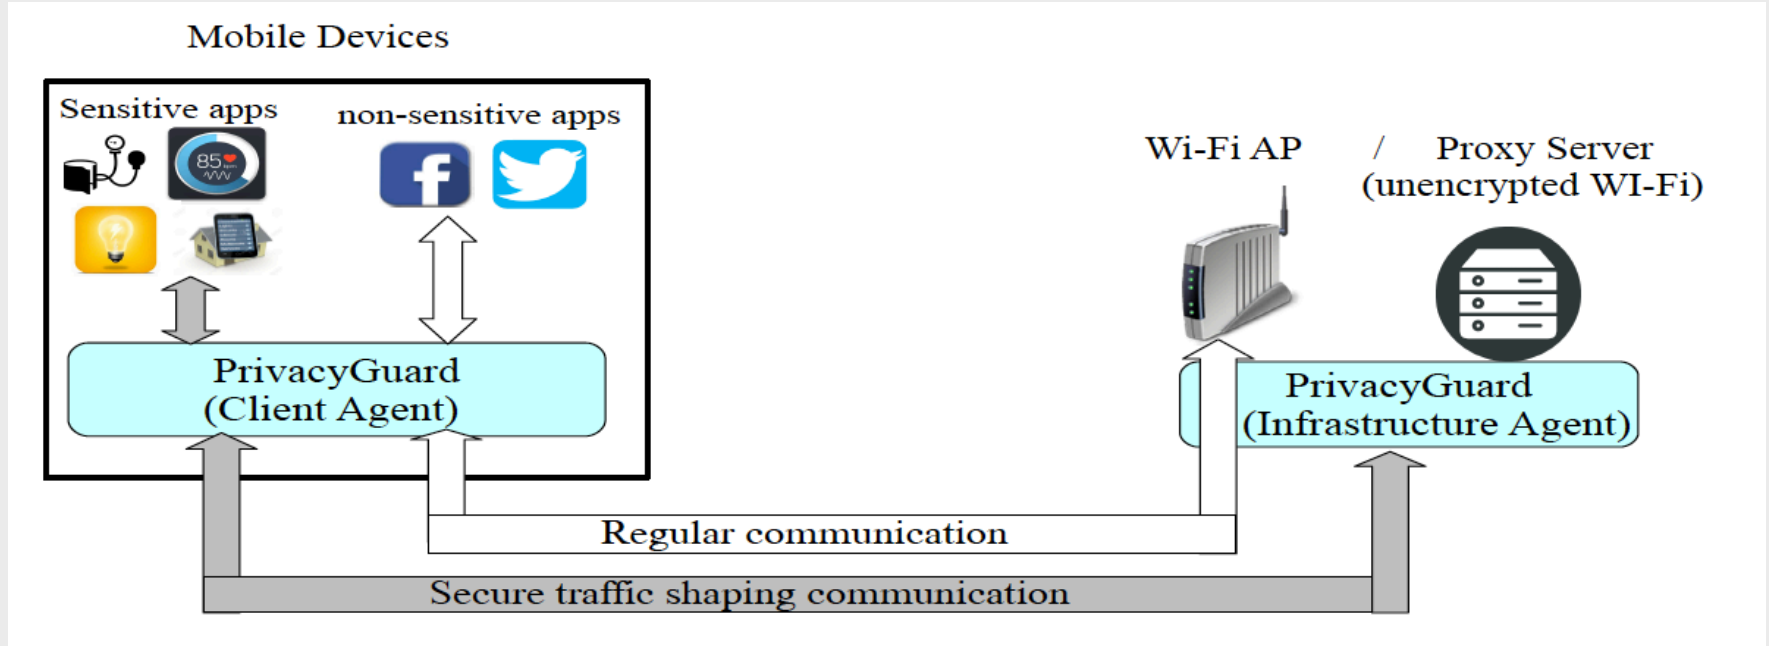 Mobile Devices
Sensitive apps
non-sensitive apps
85
Wi-Fi AP / Proxy Server
(unencrypted WI-Fi)
PrivacyGuard
(Client Agent)
PrivacyGuard
(Infrastructure Agent)
Regular communication
Secure traffic shaping communication